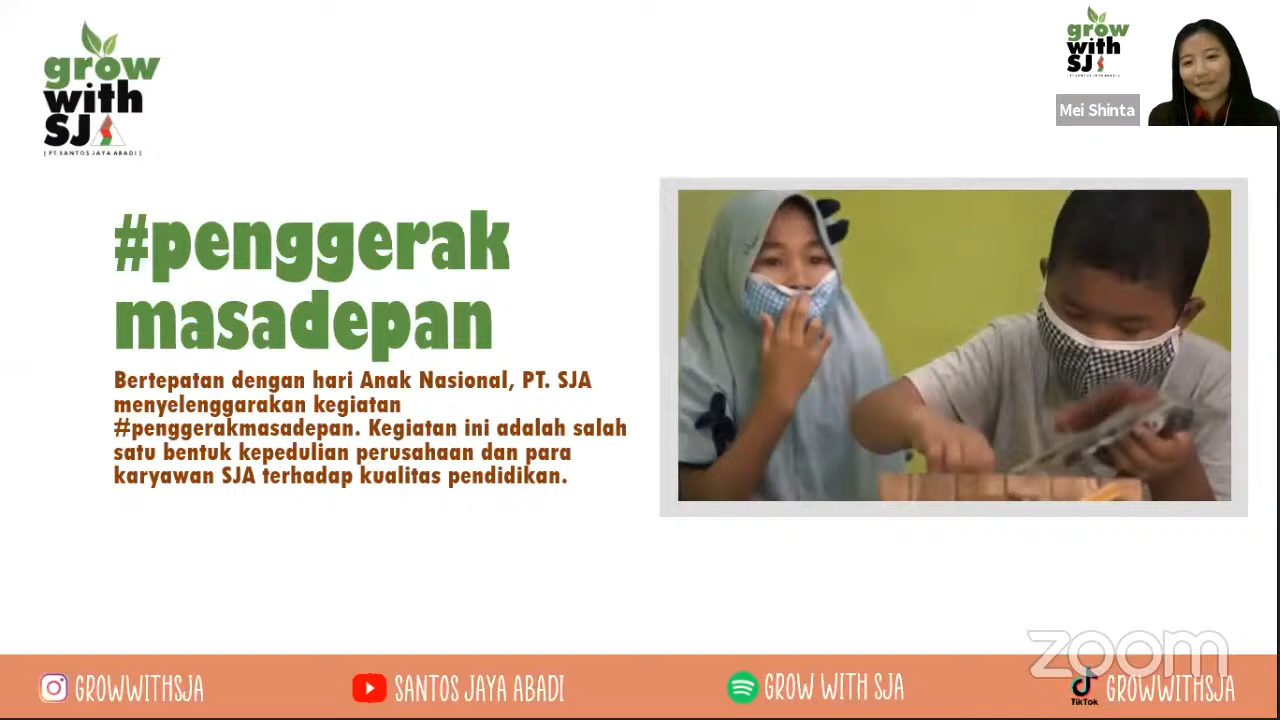 grow
with
SJA
[ PT SANTOS JAYA ABADI ]
grow
with
SJ
Mei Shinta
#penggerak
masadepan
Bertepatan dengan hari Anak Nasional, PT. SJA
menyelenggarakan kegiatan
#penggerakmasadepan. Kegiatan ini adalah salah
satu bentuk kepedulian perusahaan dan para
karyawan SJA terhadap kualitas pendidikan.
zoom
GROWWITHSJA
SANTOS JAYA ABADI
GROW WITH SJA
TikTok
GROWWITHSJA